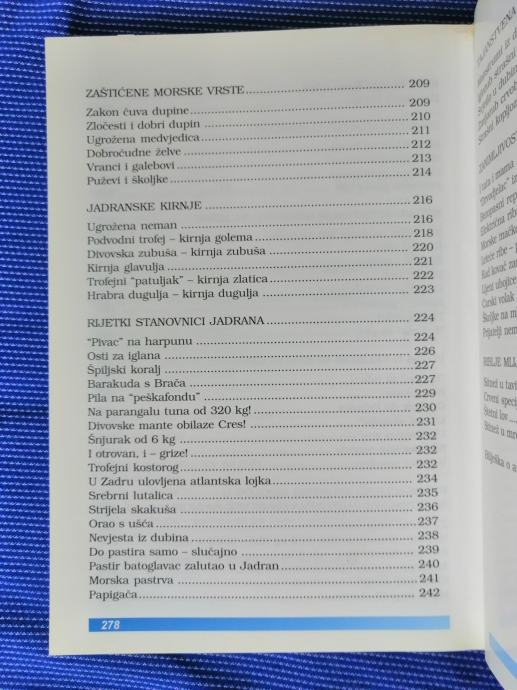 ZAŠTIĆENE MORSKE VRSTE 209
Zakon čuva dupine 209
Zločesti i dobri dupin 210
Ugrožena medvjedica 211
Dobroćudne želve 212
Vranci i galebovi 213
Puževi i školjke 214
JADRANSKE KIRNJE 216
Ugrožena neman 216
Podvodni trofej – kirnja golema 218
Divovska zubuša – kirnja zubuša 220
Kirnja glavulja 221
Trofejni "patuljak" – kirnja zlatica 222
Hrabra dugulja – kirnja dugulja 223
RIJETKI STANOVNICI JADRANA 224
"Pivac" na harpunu 224
Osti za iglana 226
Špiljski koralj 227
Barakuda s Brača 227
Pila na "peškafondu" 229
Na parangalu tuna od 320 kg! 230
Divovske mante obilaze Cres! 231
Šnjurak od 6 kg 232
I otrovan, i – grize! 232
Trofejni kostorog 232
U Zadru ulovljena atlantska lojka 234
Srebrni lutalica 235
Strijela skakuša 236
Orao s ušća 237
Nevjesta iz dubina 238
Do pastira samo – slučajno 239
Pastir batoglavac zalutao u Jadran 240
Morska pastrva 241
Papigača 242
278